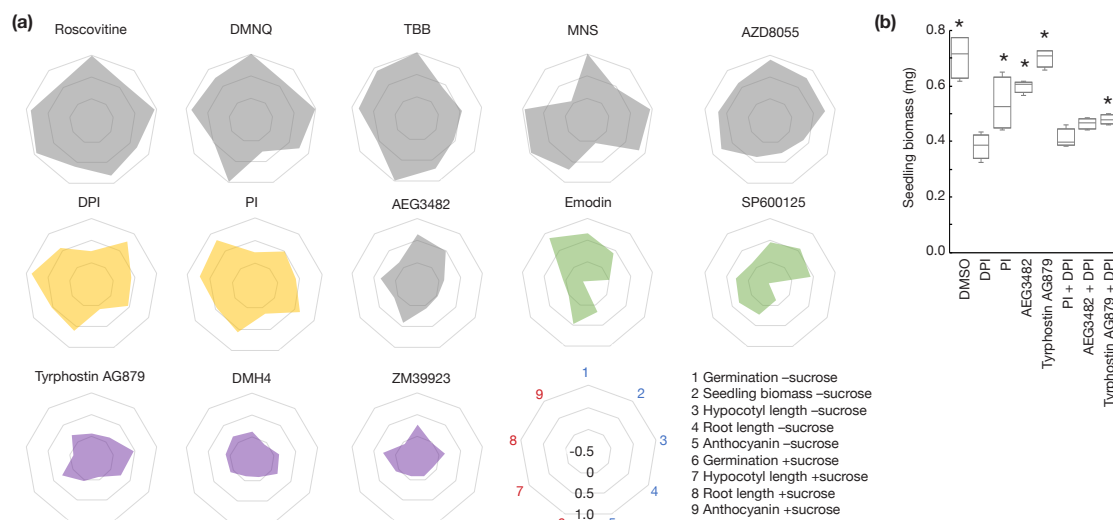 (a)
Roscovitine
DMNQ
TBB
MNS
AZD8055
DPI
PI
AEG3482
Emodin
SP600125
Tyrphostin AG879
DMH4
ZM39923
1
2
3
4
7
8
9
-0.5
0
0.5
1.0
1 Germination –sucrose
2 Seedling biomass –sucrose
3 Hypocotyl length –sucrose
4 Root length –sucrose
5 Anthocyanin –sucrose
6 Germination +sucrose
7 Hypocotyl length +sucrose
8 Root length +sucrose
9 Anthocyanin +sucrose
(b)
Seedling biomass (mg)
0.8
0.6
0.4
0.2
0.0
* * * * *
DMSO
DPI
PI
AEG3482
Tyrphostin AG879
PI + DPI
AEG3482 + DPI
Tyrphostin AG879 + DPI